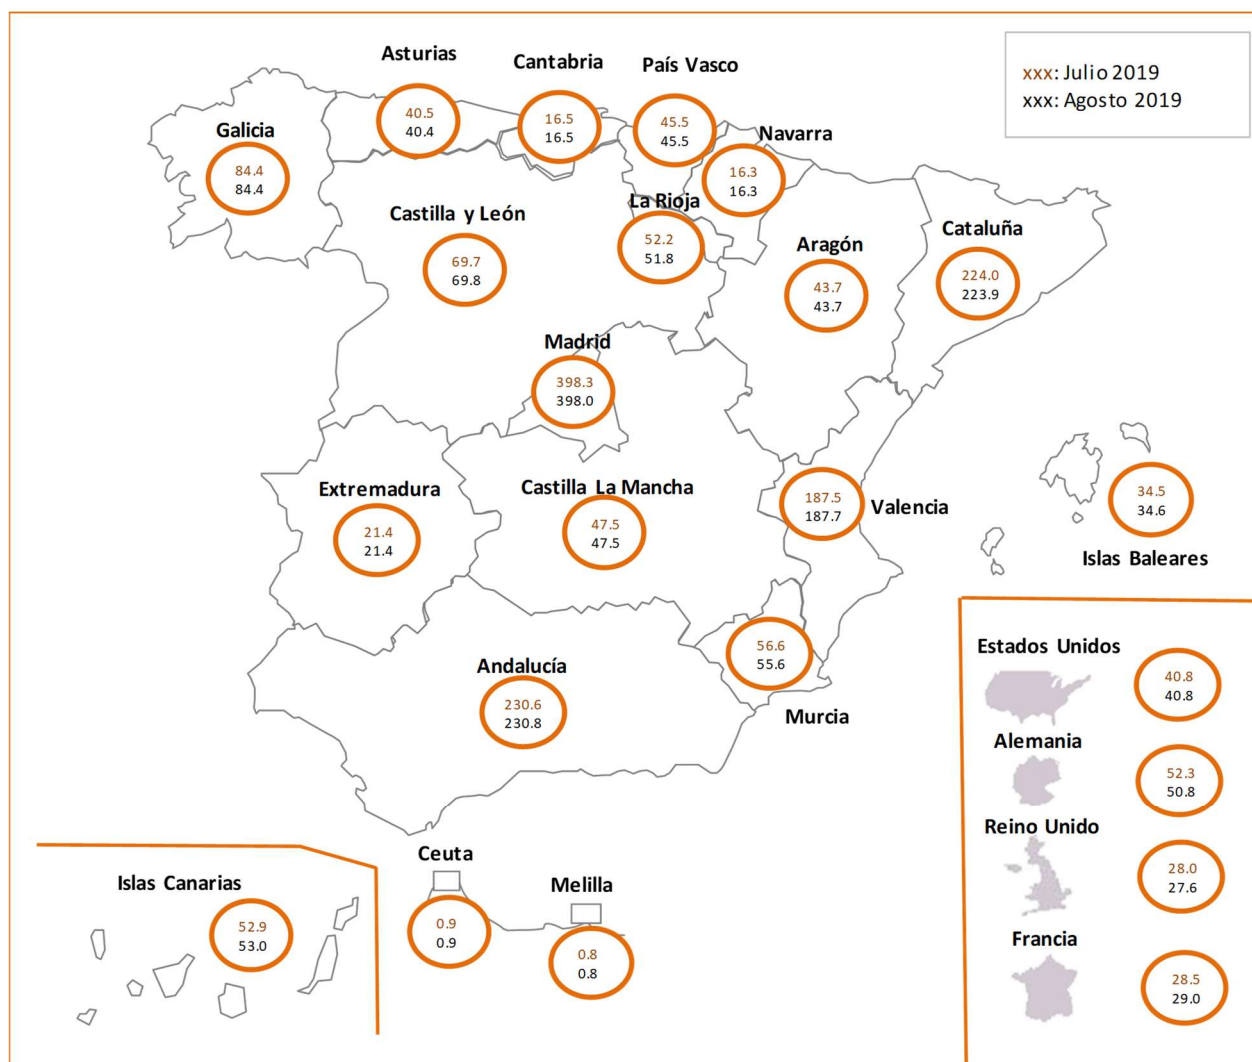 xxx: Julio 2019
xxx: Agosto 2019
Asturias
40.5
40.4
Cantabria
16.5
16.5
País Vasco
45.5
45.5
Navarra
16.3
16.3
Galicia
84.4
84.4
Castilla y León
69.7
69.8
La Rioja
52.2
51.8
Aragón
43.7
43.7
Cataluña
224.0
223.9
Madrid
398.3
398.0
Extremadura
21.4
21.4
Castilla La Mancha
47.5
47.5
187.5
187.7
Valencia
34.5
34.6
Islas Baleares
Andalucía
230.6
230.8
56.6
55.6
Murcia
Estados Unidos
40.8
40.8
Alemania
52.3
50.8
Reino Unido
28.0
27.6
Francia
28.5
29.0
Islas Canarias
52.9
53.0
Ceuta
0.9
0.9
Melilla
0.8
0.8